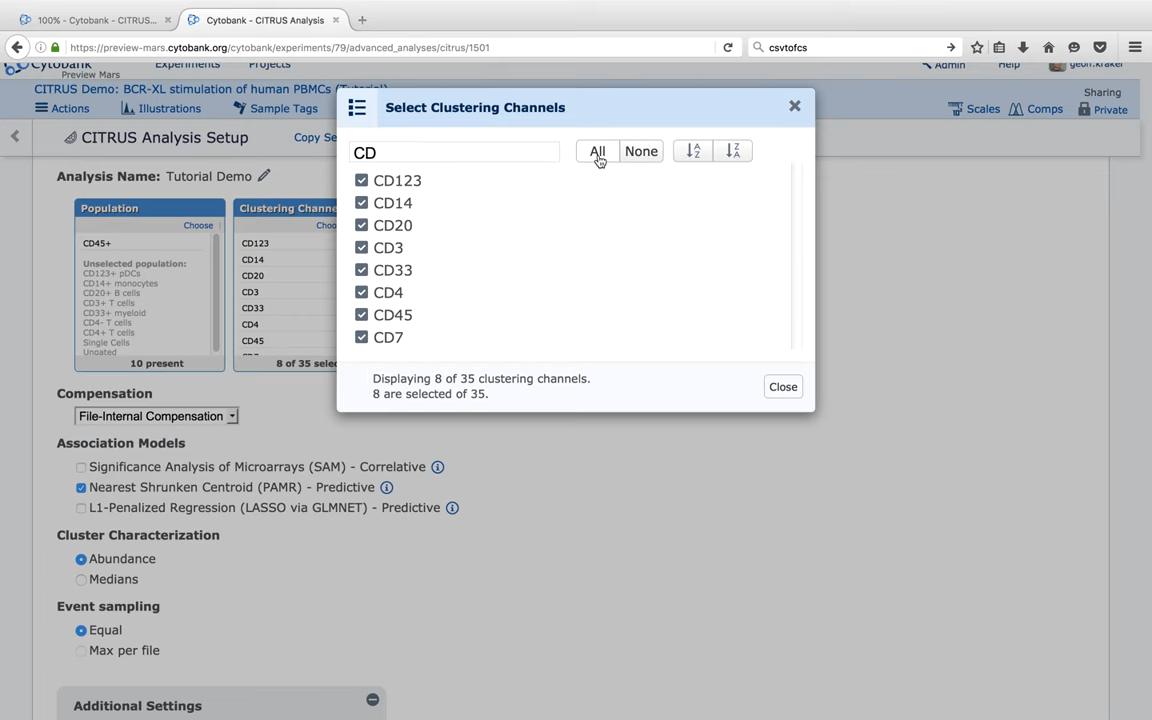 100% - Cytobank - CITRUS...
Cytobank - CITRUS Analysis
https://preview-mars.cytobank.org/cytobank/experiments/79/advanced_analyses/citrus/1501
csvtofcs
Cytobank
Preview Mars
Experiments
Projects
Admin
Help
geoff.kraker
CITRUS Demo: BCR-XL stimulation of human PBMCs (Tutorial)
Sharing
Actions
Illustrations
Sample Tags
Scales
Comps
Private
CITRUS Analysis Setup
Copy Se
Select Clustering Channels
CD
All
None
CD123
CD14
CD20
CD3
CD33
CD4
CD45
CD7
Displaying 8 of 35 clustering channels.
8 are selected of 35.
Close
Analysis Name: Tutorial Demo
Population
Choose
CD45+
Unselected population:
CD123+ pDCs
CD14+ monocytes
CD20+ B cells
CD3+ T cells
CD33+ myeloid
CD4- T cells
CD4+ T cells
Single Cells
Ungated
10 present
Clustering Channe
Choo
CD123
CD14
CD20
CD3
CD33
CD4
CD45
8 of 35 selec
Compensation
File-Internal Compensation
Association Models
Significance Analysis of Microarrays (SAM) - Correlative
Nearest Shrunken Centroid (PAMR) - Predictive
L1-Penalized Regression (LASSO via GLMNET) - Predictive
Cluster Characterization
Abundance
Medians
Event sampling
Equal
Max per file
Additional Settings